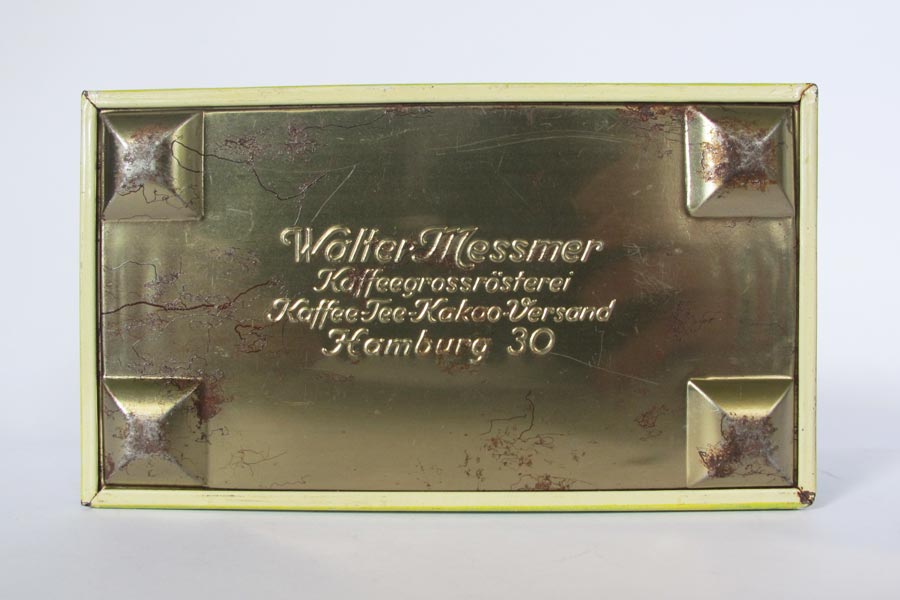 Walter Messmer
Kaffeegrossrösterei
Kaffee-Tee-Kakao-Versand
Hamburg 30